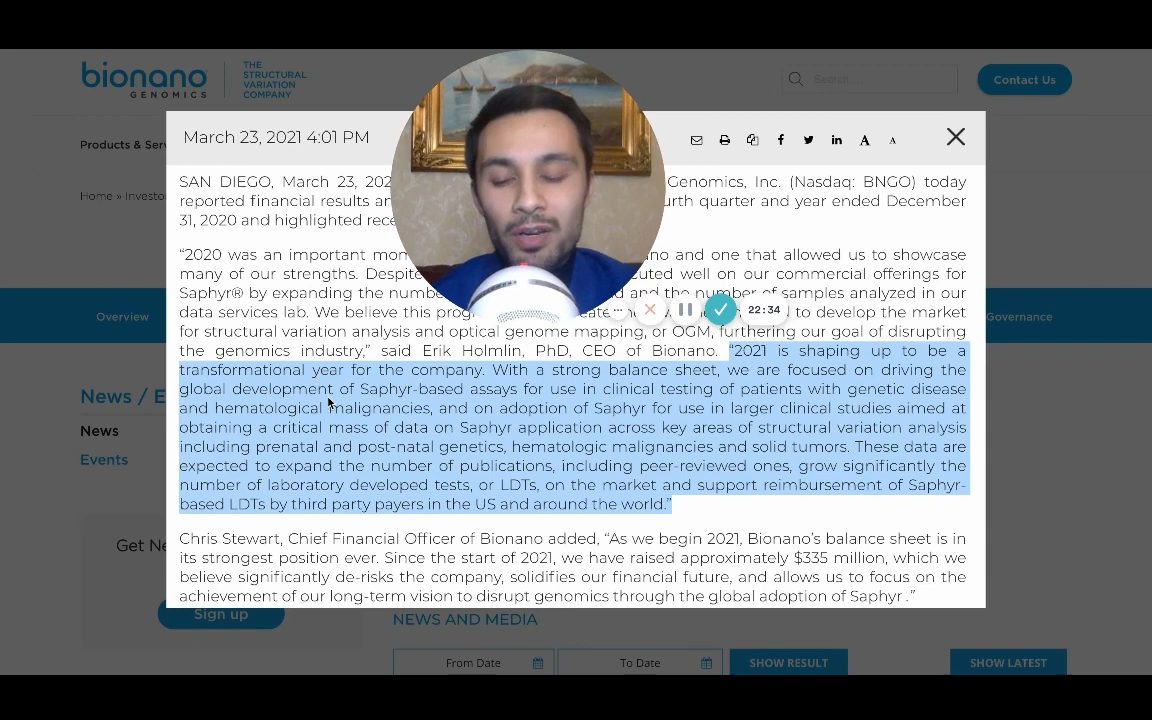 bionano
GENOMICS
THE
STRUCTURAL
VARIATION
COMPANY
Search...
Contact Us
March 23, 2021 4:01 PM
Products & Serv
Home » Investo
SAN DIEGO, March 23, 202 Genomics, Inc. (Nasdaq: BNGO) today
reported financial results an urth quarter and year ended December
31, 2020 and highlighted rece
“2020 was an important mom no and one that allowed us to showcase
many of our strengths. Despite cuted well on our commercial offerings for
Saphyr® by expanding the numbe d and the number of samples analyzed in our
data services lab. We believe this prog to develop the market
for structural variation analysis and optical genome mapping, or OGM, furthering our goal of disrupting
the genomics industry,” said Erik Holmlin, PhD, CEO of Bionano. “2021 is shaping up to be a
transformational year for the company. With a strong balance sheet, we are focused on driving the
global development of Saphyr-based assays for use in clinical testing of patients with genetic disease
and hematological malignancies, and on adoption of Saphyr for use in larger clinical studies aimed at
obtaining a critical mass of data on Saphyr application across key areas of structural variation analysis
including prenatal and post-natal genetics, hematologic malignancies and solid tumors. These data are
expected to expand the number of publications, including peer-reviewed ones, grow significantly the
number of laboratory developed tests, or LDTs, on the market and support reimbursement of Saphyr-
based LDTs by third party payers in the US and around the world.”
Chris Stewart, Chief Financial Officer of Bionano added, “As we begin 2021, Bionano’s balance sheet is in
its strongest position ever. Since the start of 2021, we have raised approximately $335 million, which we
believe significantly de-risks the company, solidifies our financial future, and allows us to focus on the
achievement of our long-term vision to disrupt genomics through the global adoption of Saphyr .”
22:34
Overview
Governance
News / E
News
Events
Get Ne
Sign up
NEWS AND MEDIA
From Date
To Date
SHOW RESULT
SHOW LATEST